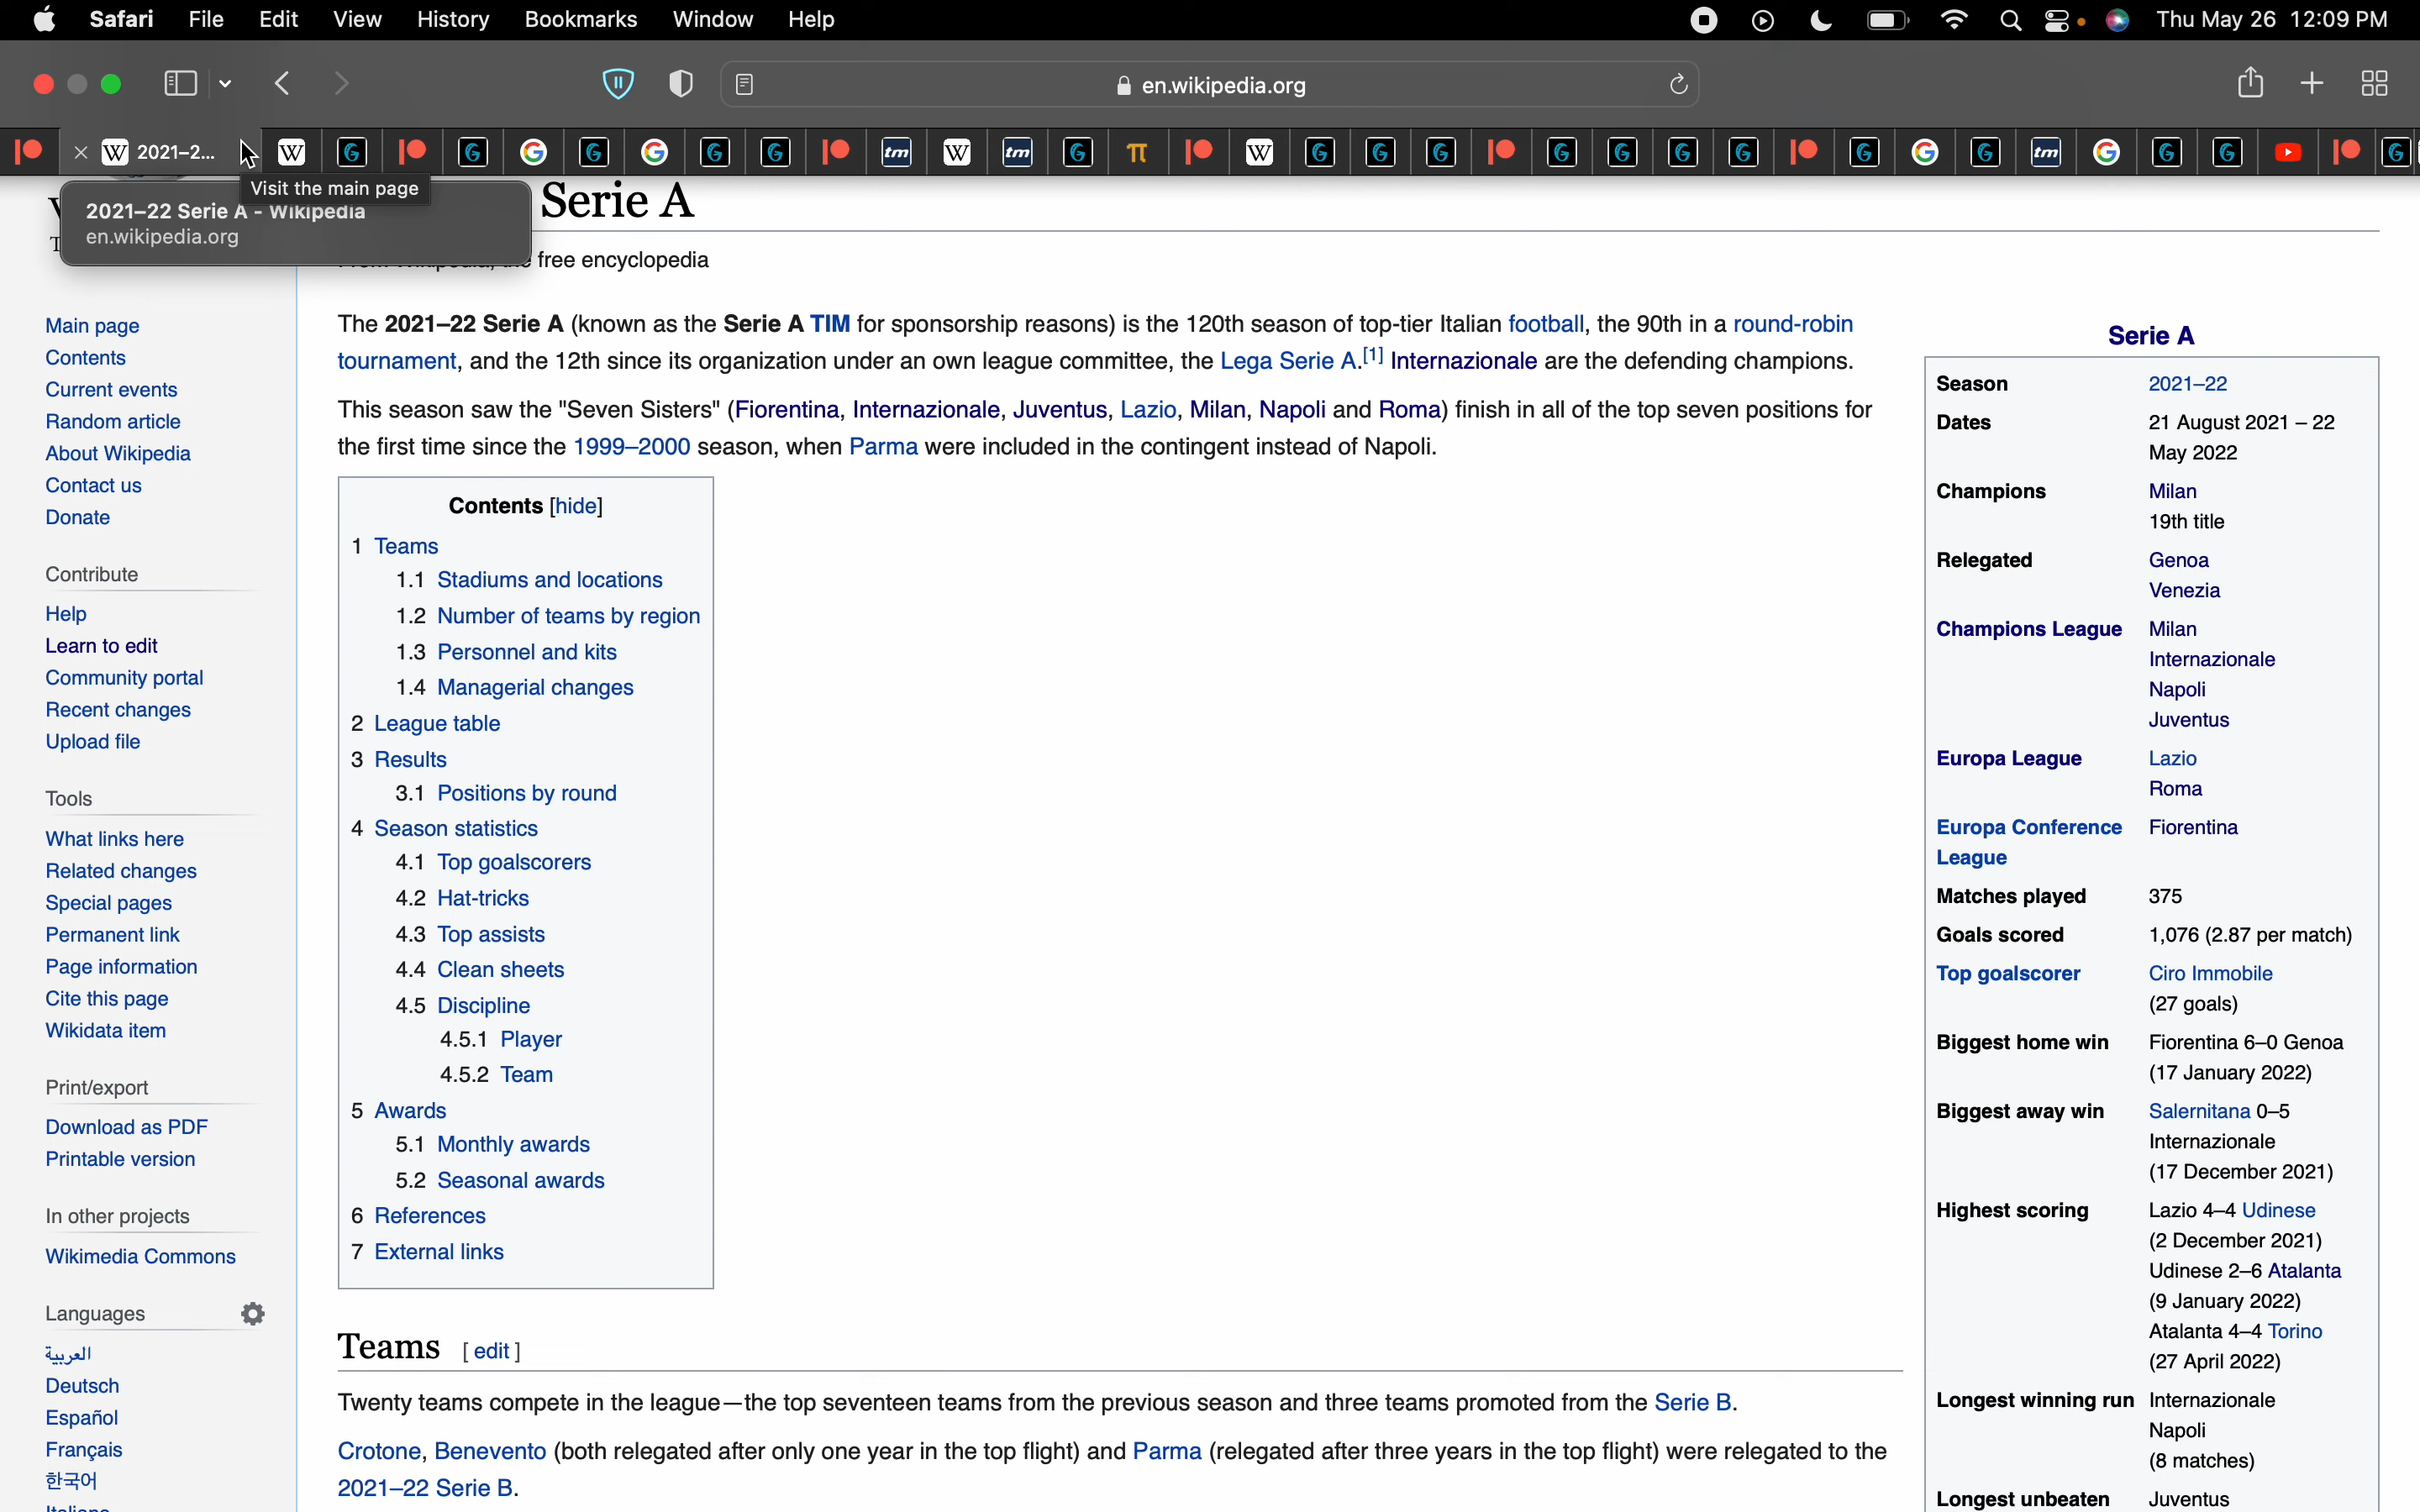 Safari File Edit View History Bookmarks Window Help Thu May 26 12:09 PM
en.wikipedia.org
2021–2...
Visit the main page
2021–22 Serie A - Wikipedia
en.wikipedia.org
Serie A
free encyclopedia
Main page
Contents
Current events
Random article
About Wikipedia
Contact us
Donate
Contribute
Help
Learn to edit
Community portal
Recent changes
Upload file
Tools
What links here
Related changes
Special pages
Permanent link
Page information
Cite this page
Wikidata item
Print/export
Download as PDF
Printable version
In other projects
Wikimedia Commons
Languages
العربية
Deutsch
Español
Français
한국어
The 2021–22 Serie A (known as the Serie A TIM for sponsorship reasons) is the 120th season of top-tier Italian football, the 90th in a round-robin
tournament, and the 12th since its organization under an own league committee, the Lega Serie A.[1] Internazionale are the defending champions.
This season saw the "Seven Sisters" (Fiorentina, Internazionale, Juventus, Lazio, Milan, Napoli and Roma) finish in all of the top seven positions for
the first time since the 1999–2000 season, when Parma were included in the contingent instead of Napoli.
Contents [hide]
1 Teams
1.1 Stadiums and locations
1.2 Number of teams by region
1.3 Personnel and kits
1.4 Managerial changes
2 League table
3 Results
3.1 Positions by round
4 Season statistics
4.1 Top goalscorers
4.2 Hat-tricks
4.3 Top assists
4.4 Clean sheets
4.5 Discipline
4.5.1 Player
4.5.2 Team
5 Awards
5.1 Monthly awards
5.2 Seasonal awards
6 References
7 External links
Teams [ edit ]
Twenty teams compete in the league—the top seventeen teams from the previous season and three teams promoted from the Serie B.
Crotone, Benevento (both relegated after only one year in the top flight) and Parma (relegated after three years in the top flight) were relegated to the
2021–22 Serie B.
Serie A
Season 2021–22
Dates 21 August 2021 – 22
May 2022
Champions Milan
19th title
Relegated Genoa
Venezia
Champions League Milan
Internazionale
Napoli
Juventus
Europa League Lazio
Roma
Europa Conference Fiorentina
League
Matches played 375
Goals scored 1,076 (2.87 per match)
Top goalscorer Ciro Immobile
(27 goals)
Biggest home win Fiorentina 6–0 Genoa
(17 January 2022)
Biggest away win Salernitana 0–5
Internazionale
(17 December 2021)
Highest scoring Lazio 4–4 Udinese
(2 December 2021)
Udinese 2–6 Atalanta
(9 January 2022)
Atalanta 4–4 Torino
(27 April 2022)
Longest winning run Internazionale
Napoli
(8 matches)
Longest unbeaten Juventus